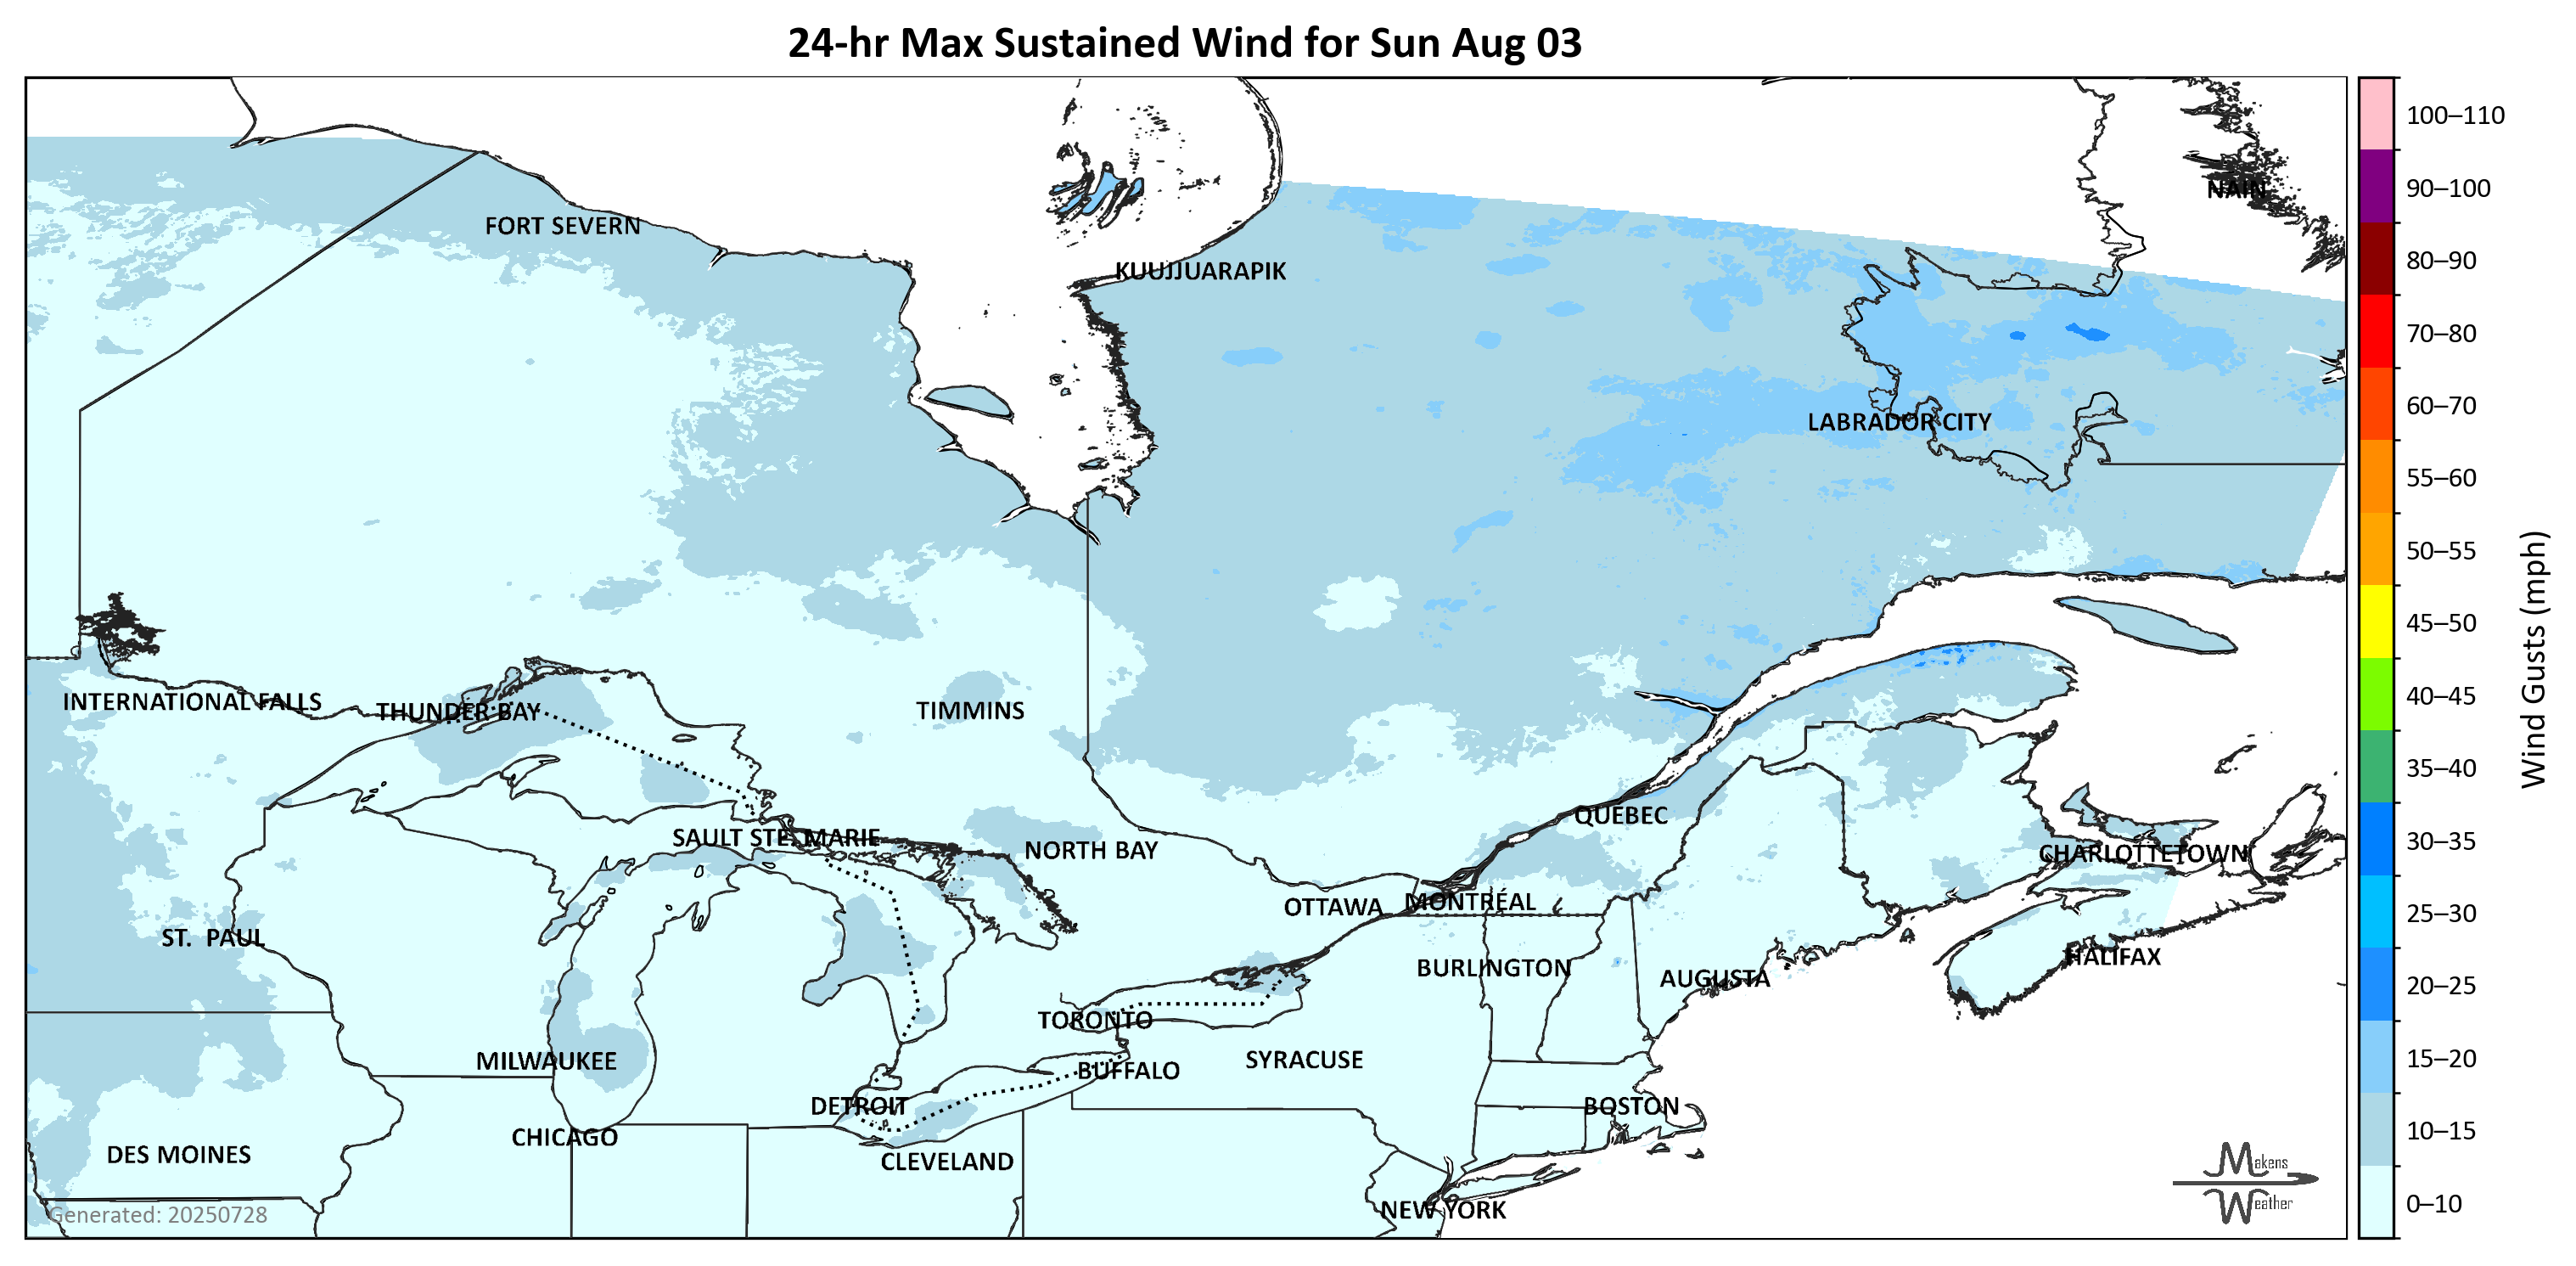 24-hr Max Sustained Wind for Sun Aug 03
100–110
90–100
80–90
70–80
60–70
55–60
50–55
45–50
40–45
35–40
30–35
25–30
20–25
15–20
10–15
0–10
Wind Gusts (mph)
NAIN
FORT SEVERN
KUUJJUARAPIK
LABRADOR CITY
INTERNATIONAL FALLS
THUNDER BAY
TIMMINS
QUEBEC
SAULT STE. MARIE
NORTH BAY
CHARLOTTETOWN
OTTAWA
MONTRÉAL
ST. PAUL
HALIFAX
BURLINGTON
AUGUSTA
TORONTO
MILWAUKEE
SYRACUSE
BUFFALO
DETROIT
BOSTON
CHICAGO
DES MOINES
CLEVELAND
NEW YORK
Generated: 20250728
Makens
Weather